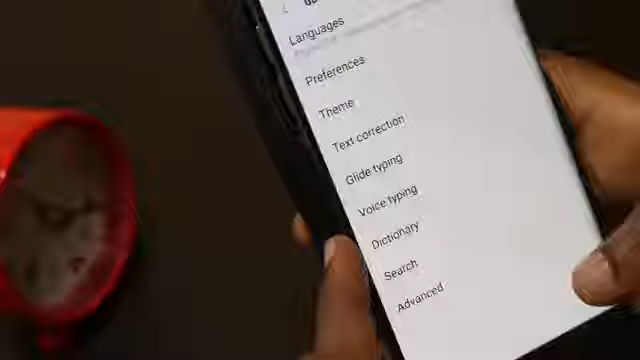 Languages
Preferences
Theme
Text correction
Glide typing
Voice typing
Dictionary
Search
Advanced